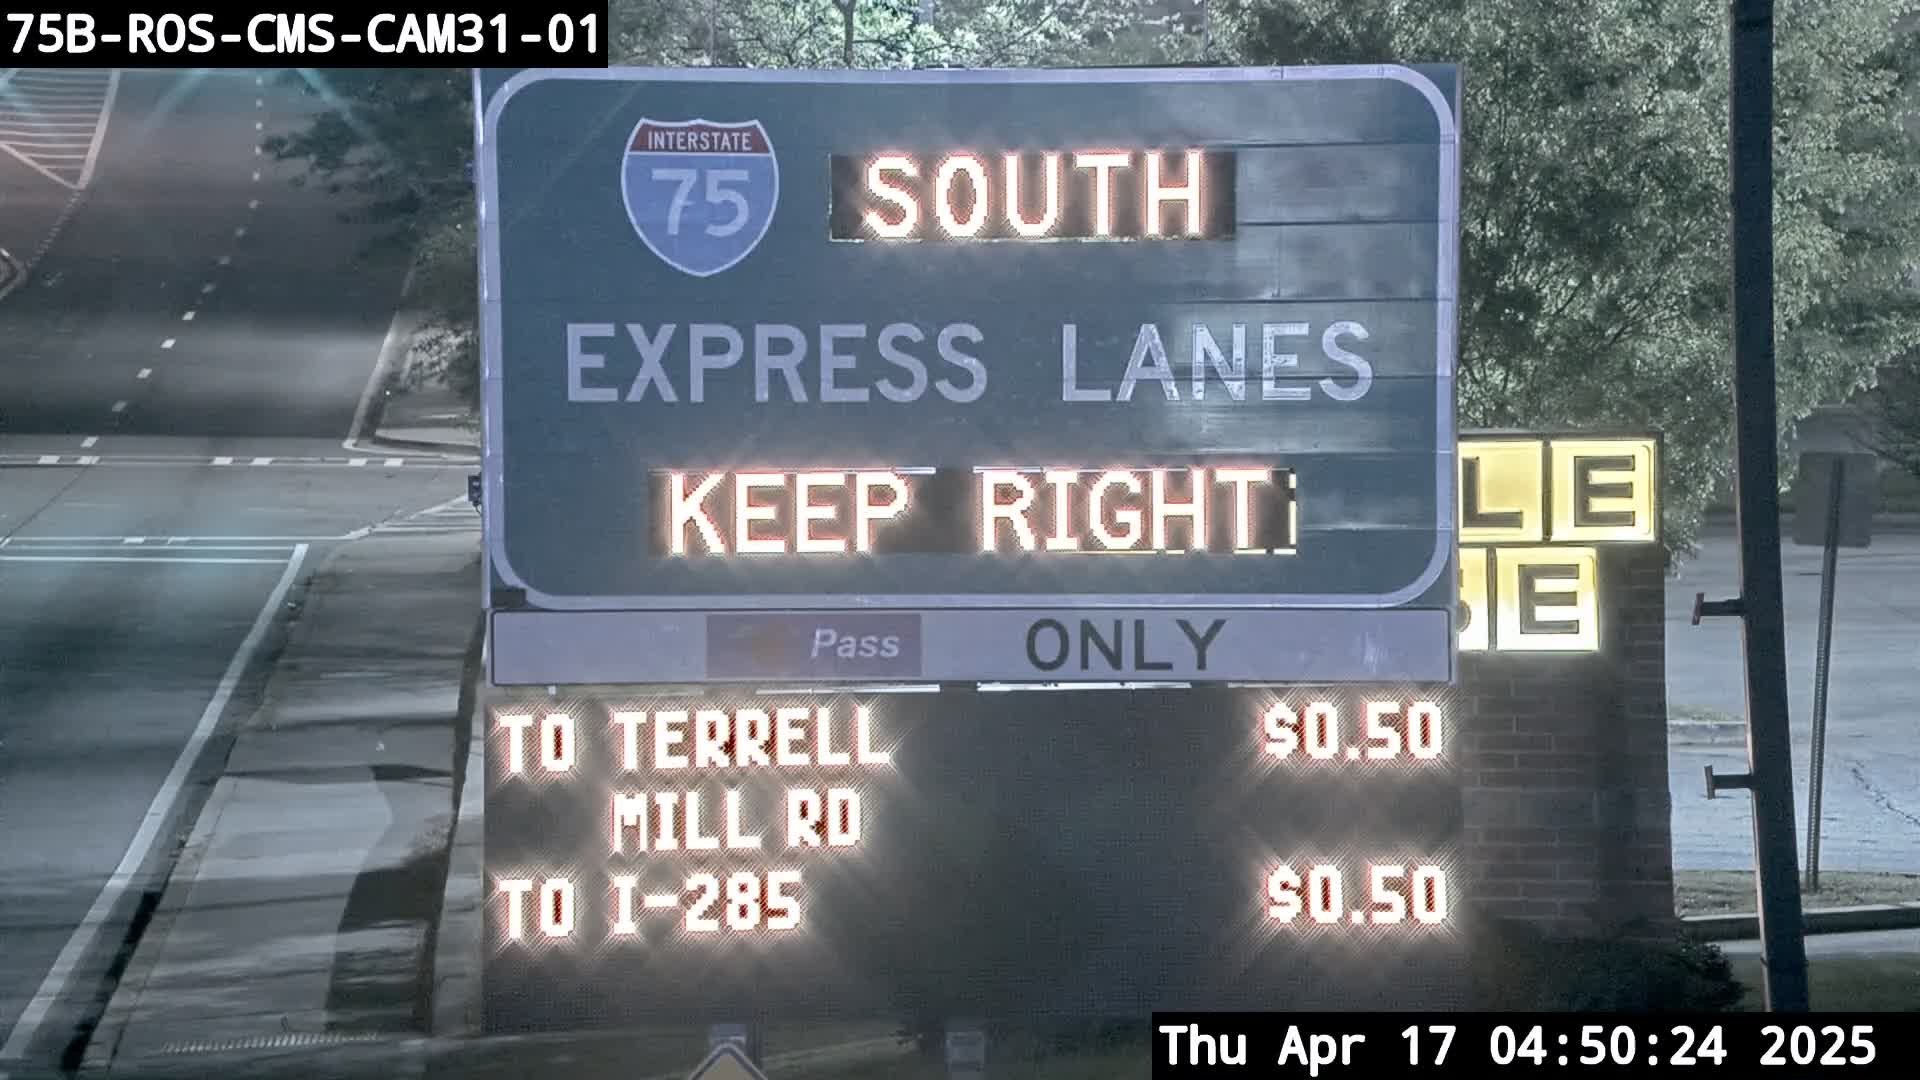 75B-ROS-CMS-CAM31-01
INTERSTATE
75
SOUTH
EXPRESS LANES
KEEP RIGHT
Pass ONLY
TO TERRELL $0.50
MILL RD
TO I-285 $0.50
LE
E
Thu Apr 17 04:50:24 2025